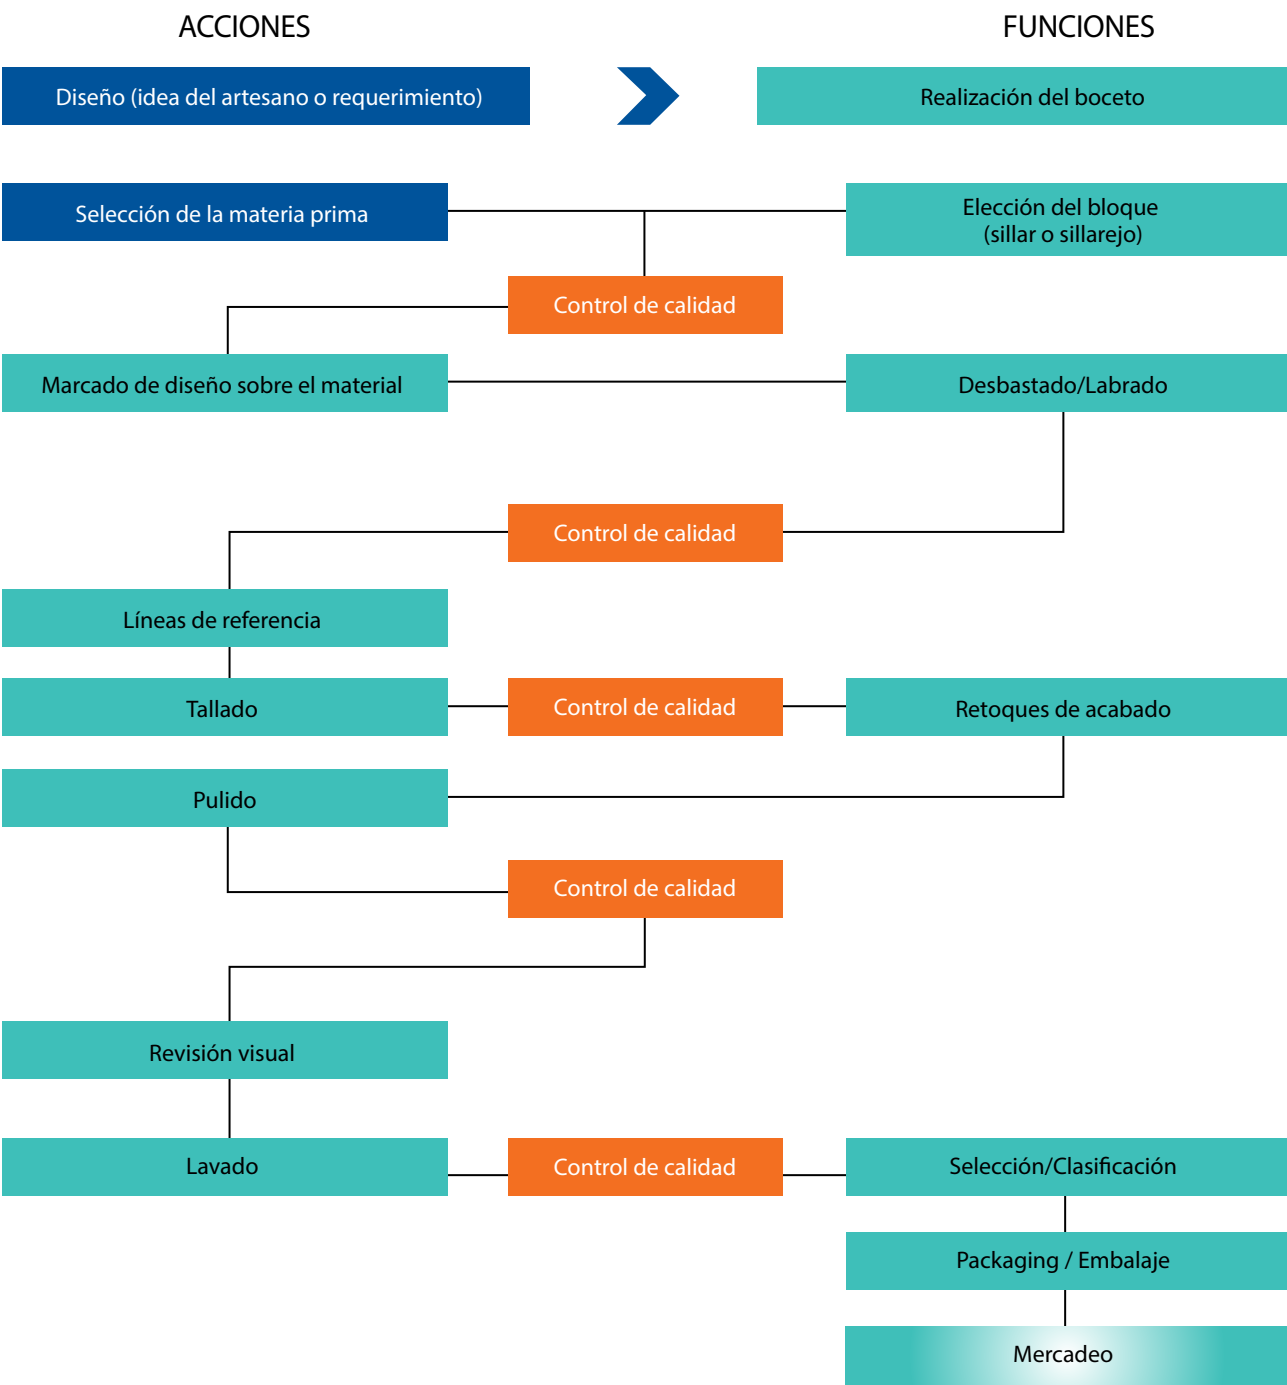 ACCIONES
FUNCIONES
Diseño (idea del artesano o requerimiento)
Realización del boceto
Selección de la materia prima
Elección del bloque
(sillar o sillarejo)
Control de calidad
Marcado de diseño sobre el material
Desbastado/Labrado
Control de calidad
Líneas de referencia
Tallado
Control de calidad
Retoques de acabado
Pulido
Control de calidad
Revisión visual
Lavado
Control de calidad
Selección/Clasificación
Packaging / Embalaje
Mercadeo